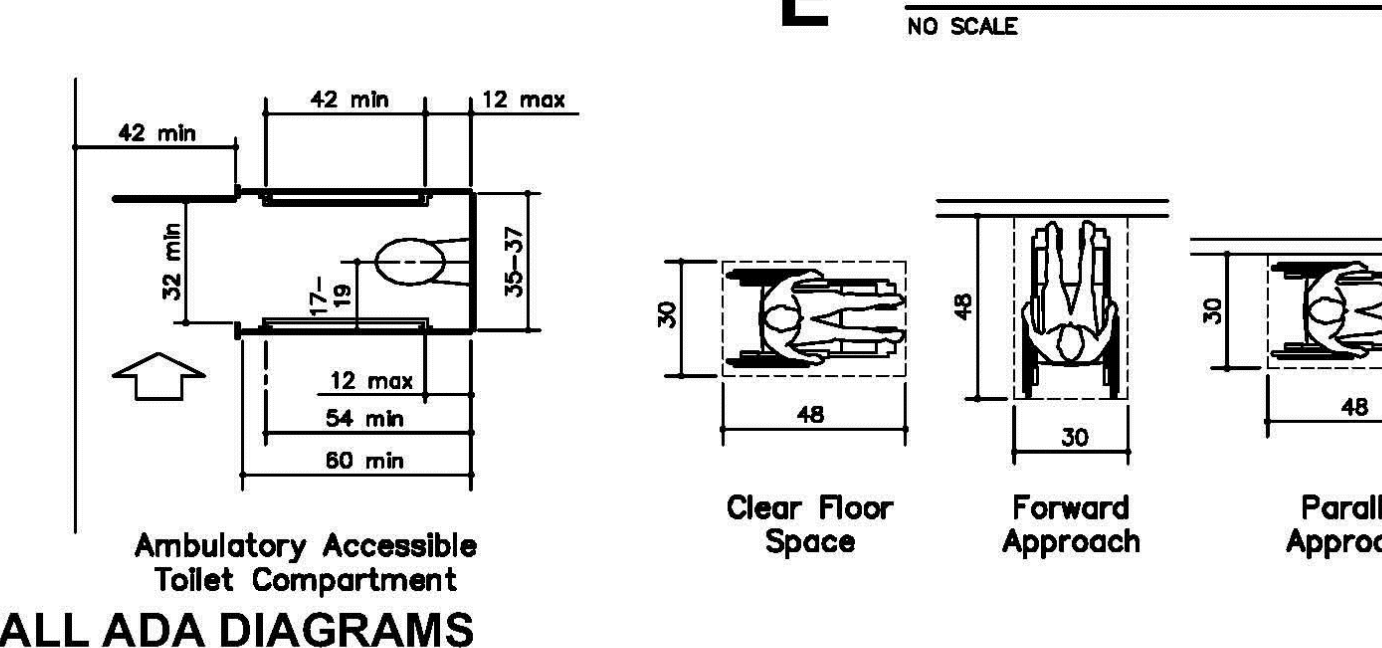 E
NO SCALE
42 min
12 max
42 min
32 min
17-
19
35-37
12 max
54 min
60 min
Ambulatory Accessible
Toilet Compartment
30
48
Clear Floor
Space
48
30
Forward
Approach
30
48
Parall
Approa
ALL ADA DIAGRAMS